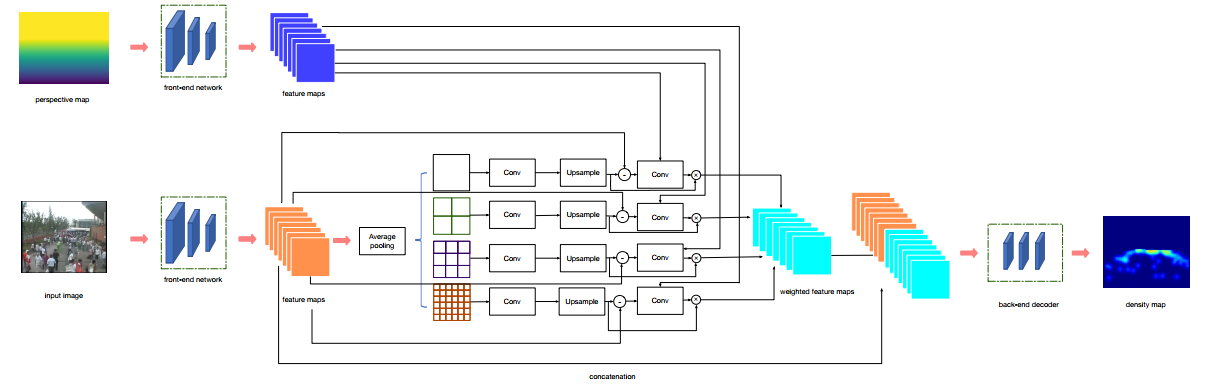 front-end network
feature maps
perspective map
Conv
Upsample
-
Conv
×
Conv
Upsample
-
Conv
×
Average
pooling
Conv
Upsample
-
Conv
×
front-end network
input image
feature maps
Conv
Upsample
-
Conv
×
weighted feature maps
back-end decoder
density map
concatenation